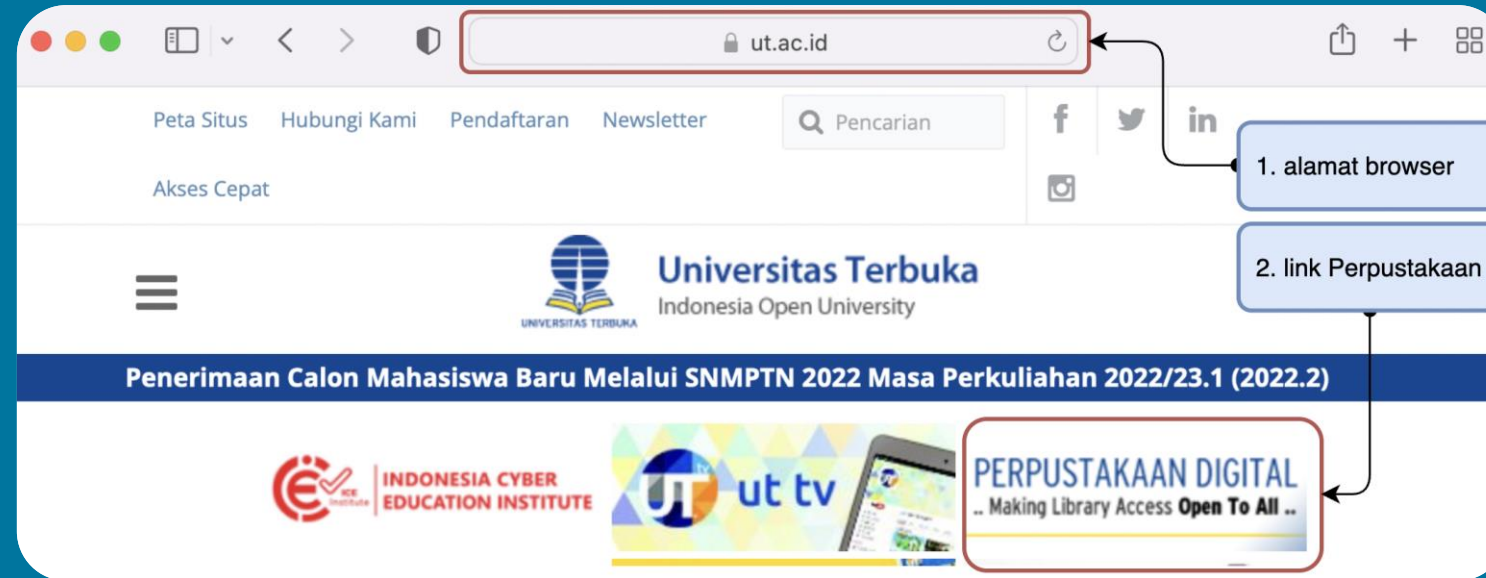 ut.ac.id
Peta Situs Hubungi Kami Pendaftaran Newsletter Pencarian
Akses Cepat
1. alamat browser
2. link Perpustakaan
UNIVERSITAS TERBUKA
Universitas Terbuka
Indonesia Open University
Penerimaan Calon Mahasiswa Baru Melalui SNMPTN 2022 Masa Perkuliahan 2022/23.1 (2022.2)
ICE
Institute
INDONESIA CYBER
EDUCATION INSTITUTE
UT tv
ut tv
PERPUSTAKAAN DIGITAL
.. Making Library Access Open To All ..